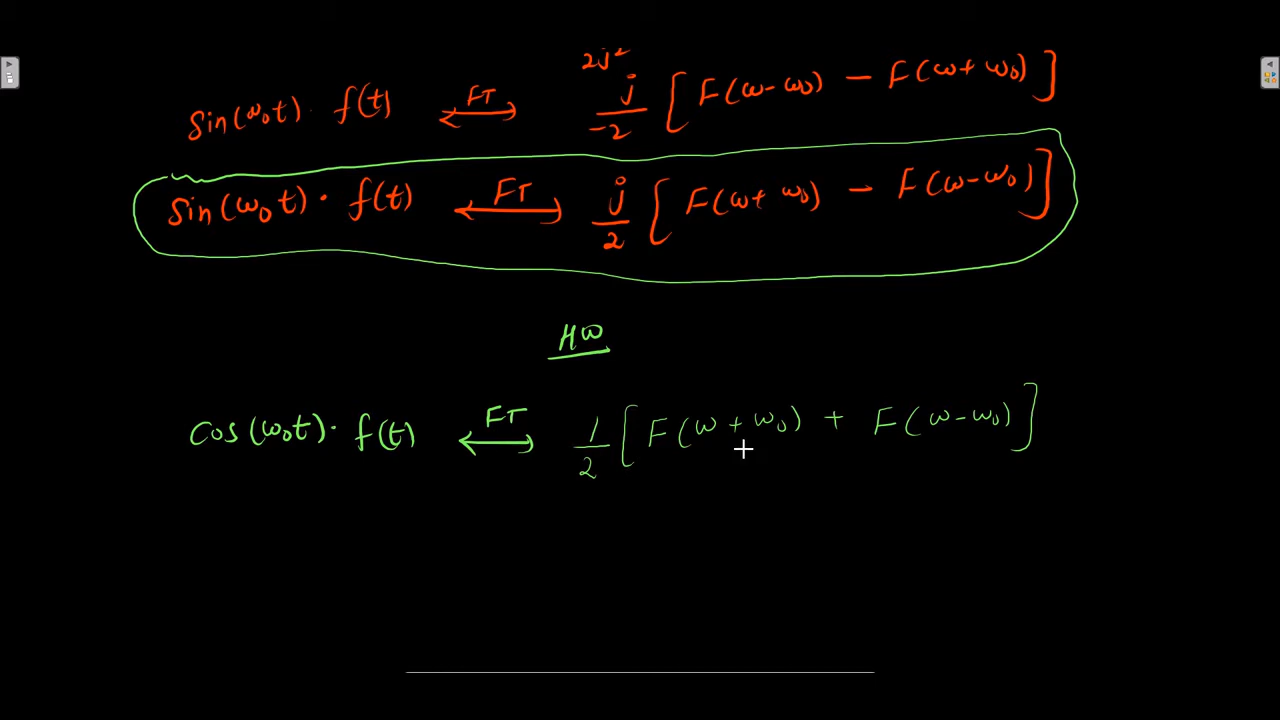 2j²
sin(ω₀t) · f(t) ⟷FT j/-2 [F(ω-ω₀) - F(ω+ω₀)]
sin(ω₀t) · f(t) ⟷FT j/2 [F(ω+ω₀) - F(ω-ω₀)]
HW
cos(ω₀t) · f(t) ⟷FT 1/2 [F(ω+ω₀) + F(ω-ω₀)]